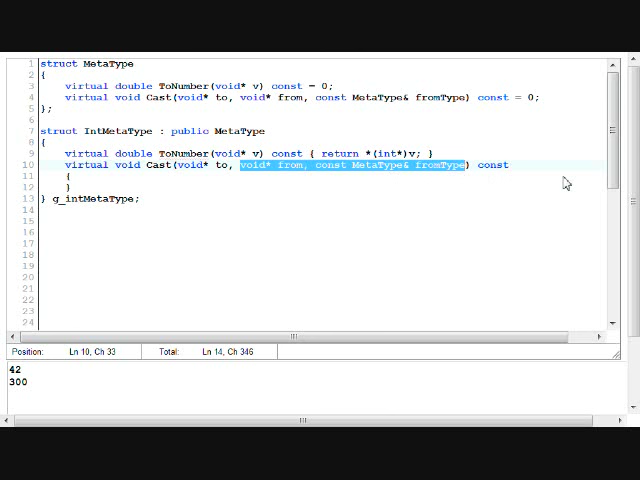 1 struct MetaType
2 {
3 virtual double ToNumber(void* v) const = 0;
4 virtual void Cast(void* to, void* from, const MetaType& fromType) const = 0;
5 };
6
7 struct IntMetaType : public MetaType
8 {
9 virtual double ToNumber(void* v) const { return *(int*)v; }
10 virtual void Cast(void* to, void* from, const MetaType& fromType) const
11 {
12 }
13 } g_intMetaType;
14
15
16
17
18
19
20
21
22
23
24
Position: Ln 10, Ch 33 Total: Ln 14, Ch 346
42
300